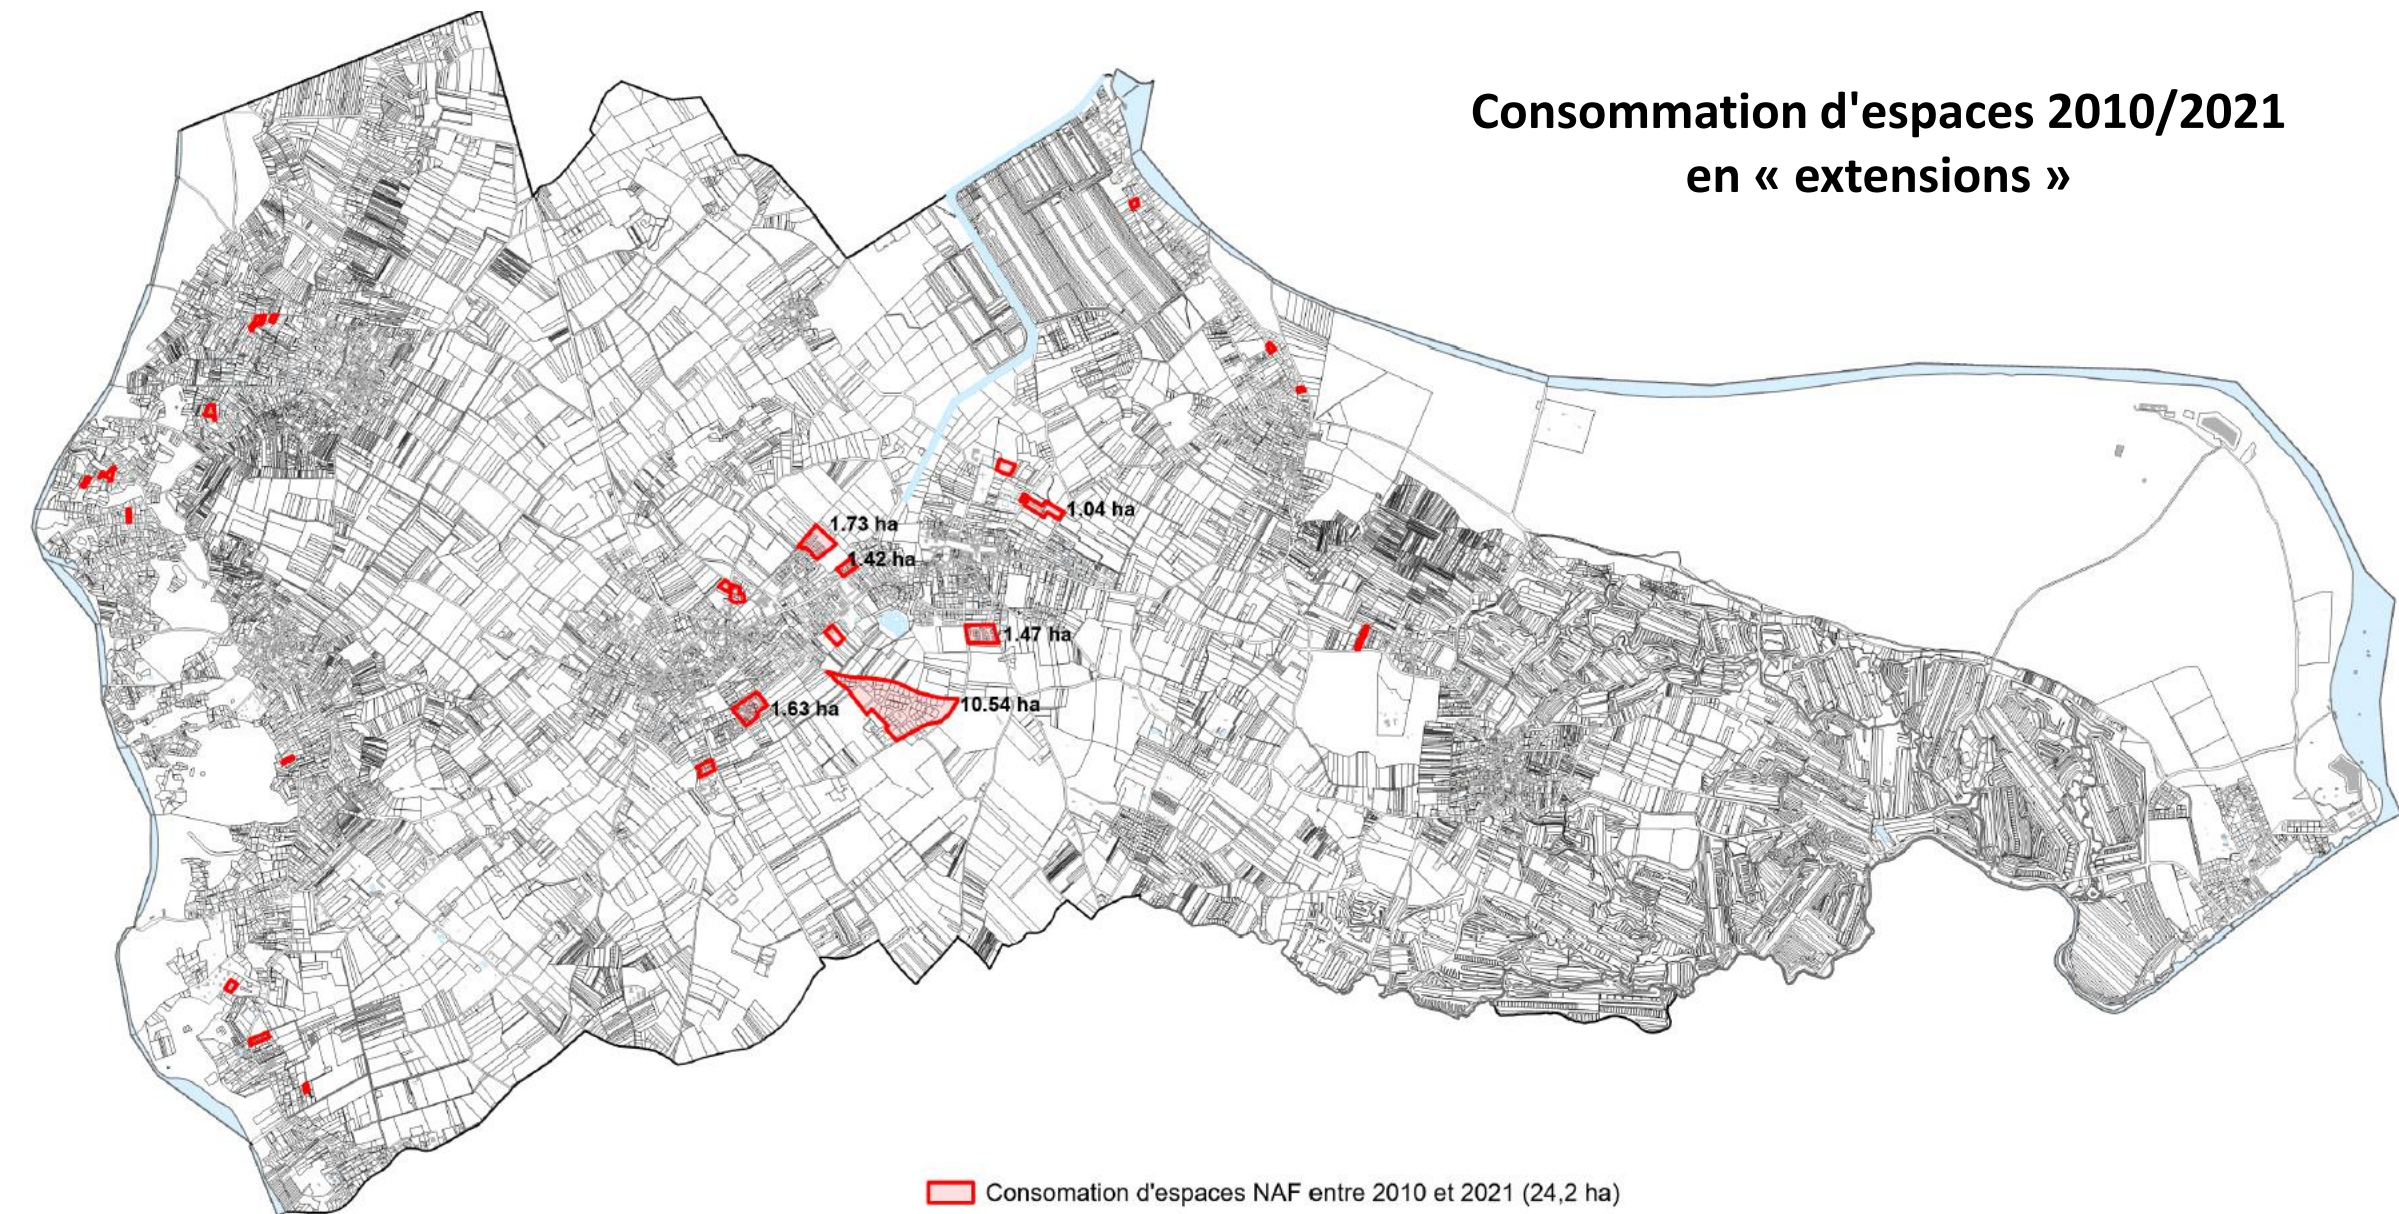 Consommation d'espaces 2010/2021
en « extensions »
1.04 ha
1.73 ha
1.42 ha
1.47 ha
10.54 ha
1.63 ha
Consomation d'espaces NAF entre 2010 et 2021 (24,2 ha)